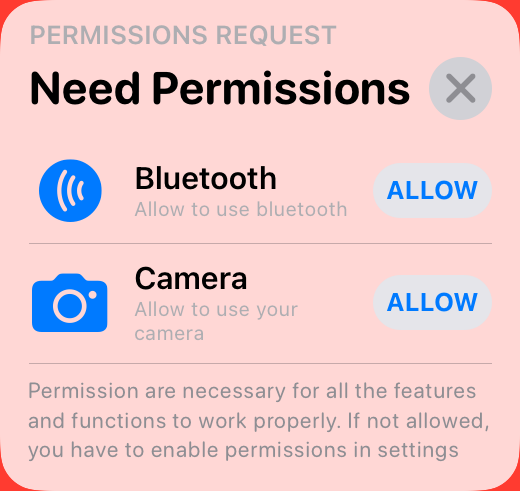 PERMISSIONS REQUEST
Need Permissions
Bluetooth
Allow to use bluetooth
ALLOW
Camera
Allow to use your
camera
ALLOW
Permission are necessary for all the features
and functions to work properly. If not allowed,
you have to enable permissions in settings